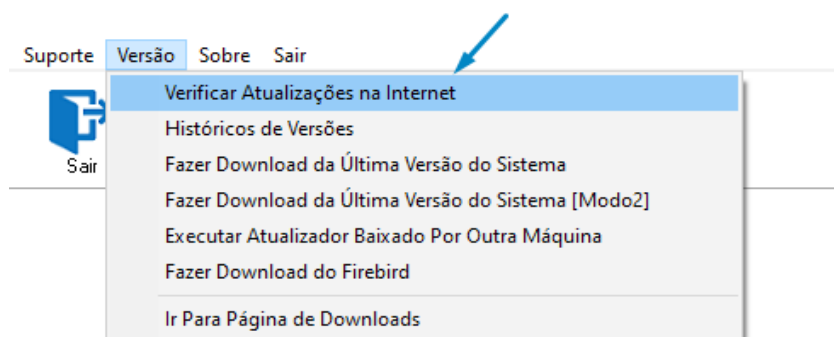 Suporte Versão Sobre Sair
Verificar Atualizações na Internet
Históricos de Versões
Sair
Fazer Download da Última Versão do Sistema
Fazer Download da Última Versão do Sistema [Modo2]
Executar Atualizador Baixado Por Outra Máquina
Fazer Download do Firebird
Ir Para Página de Downloads